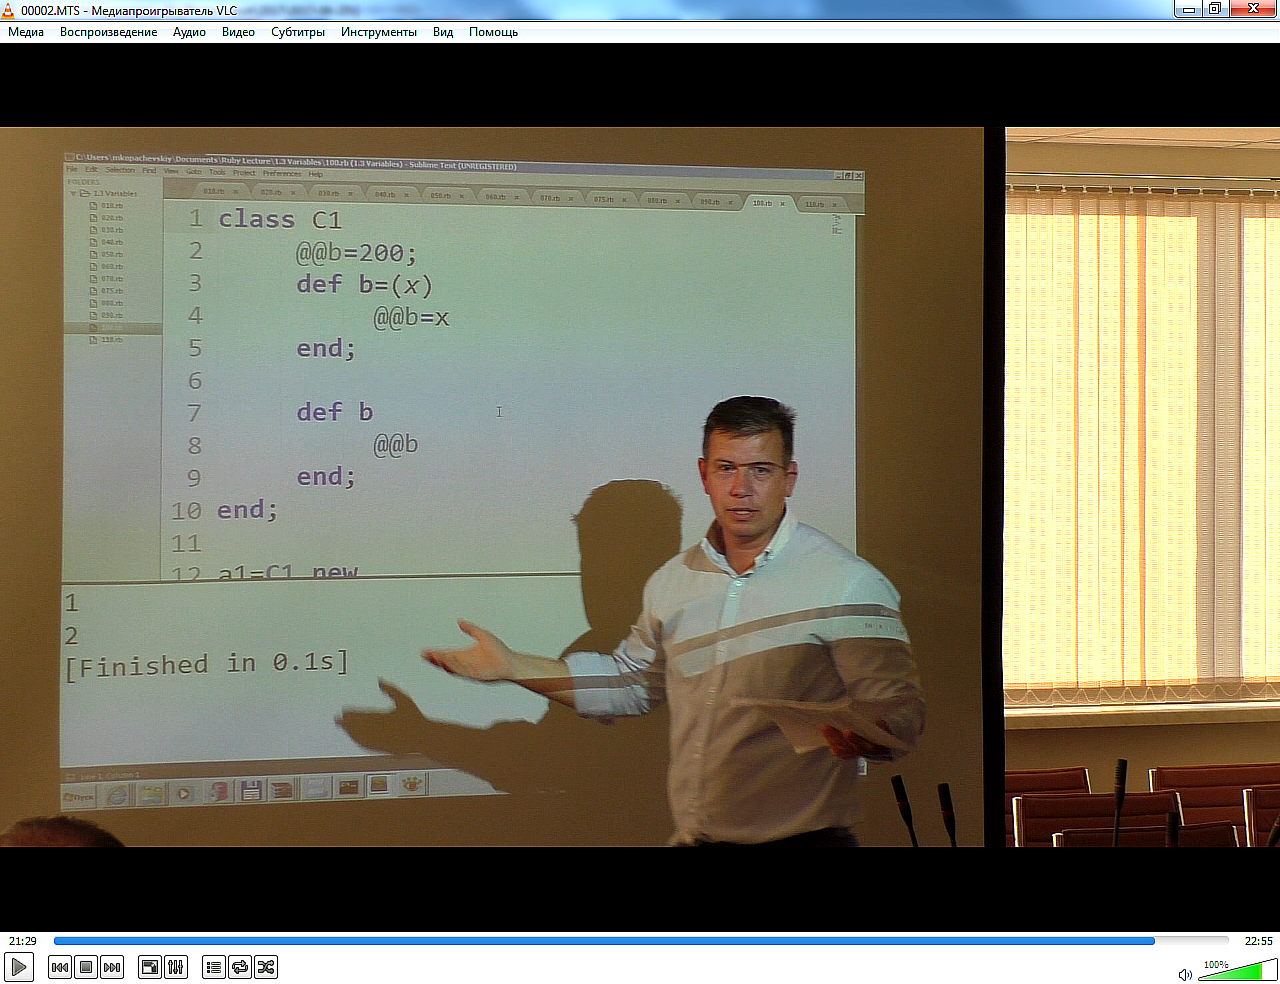 00002.MTS - Медиапроигрыватель VLC
Медиа Воспроизведение Аудио Видео Субтитры Инструменты Вид Помощь
C:\Users\mkopachevskiy\Documents\Ruby Lecture\1.3 Variables\100.rb (1.3 Variables) - Sublime Text (UNREGISTERED)
File Edit Selection Find View Goto Tools Project Preferences Help
FOLDERS
1.3 Variables
010.rb
020.rb
030.rb
040.rb
050.rb
060.rb
070.rb
075.rb
080.rb
090.rb
100.rb
110.rb
010.rb 020.rb 030.rb 040.rb 050.rb 060.rb 070.rb 075.rb 080.rb 090.rb 100.rb 110.rb
1 class C1
2 @@b=200;
3 def b=(x)
4 @@b=x
5 end;
6
7 def b
8 @@b
9 end;
10 end;
11
12 a1=C1.new
1
2
[Finished in 0.1s]
Line 1, Column 1
Пуск
21:29
22:55
100%